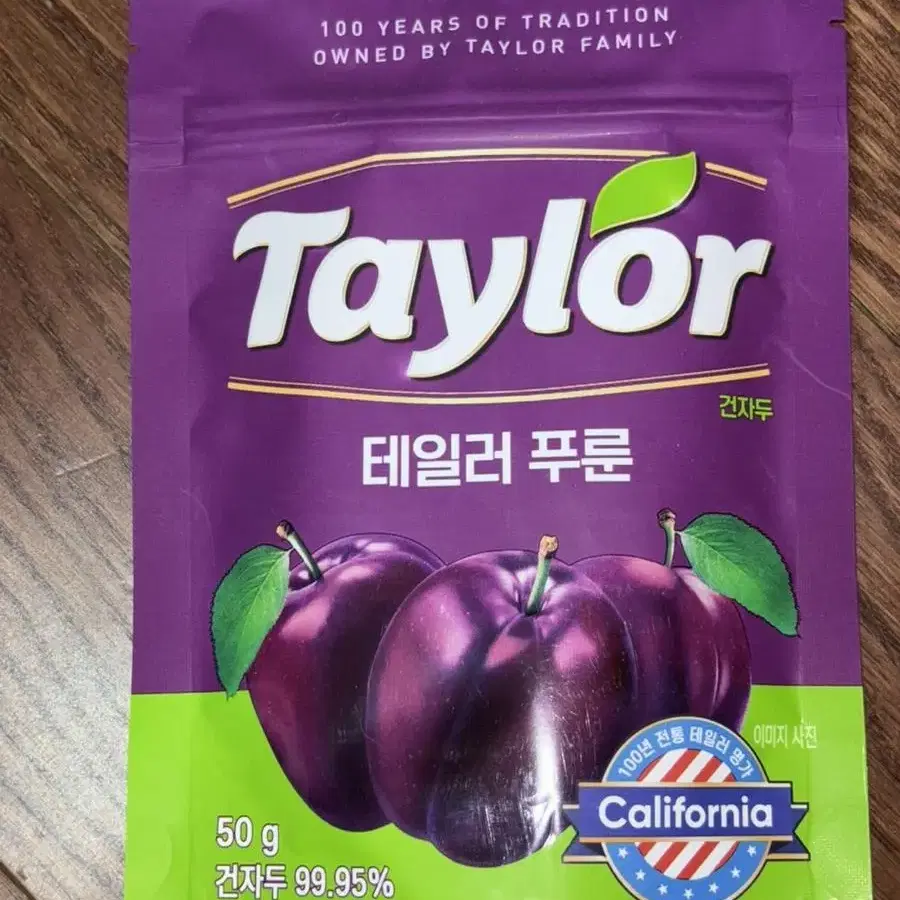 100 YEARS OF TRADITION
OWNED BY TAYLOR FAMILY
Taylor
건자두
테일러 푸룬
이미지 사진
100년 전통 테일러 명가
California
50 g
건자두 99.95%